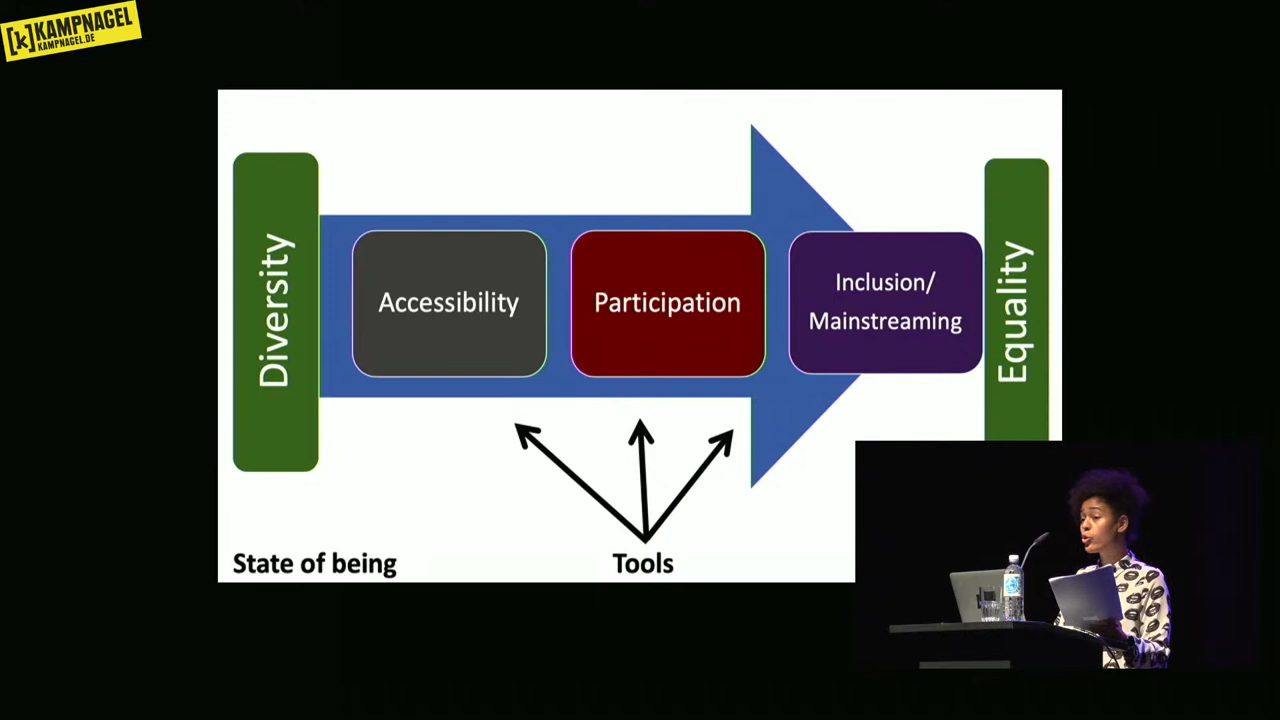 [k]KAMPNAGEL
KAMPNAGEL.DE
Diversity
Accessibility
Participation
Inclusion/
Mainstreaming
Equality
State of being
Tools